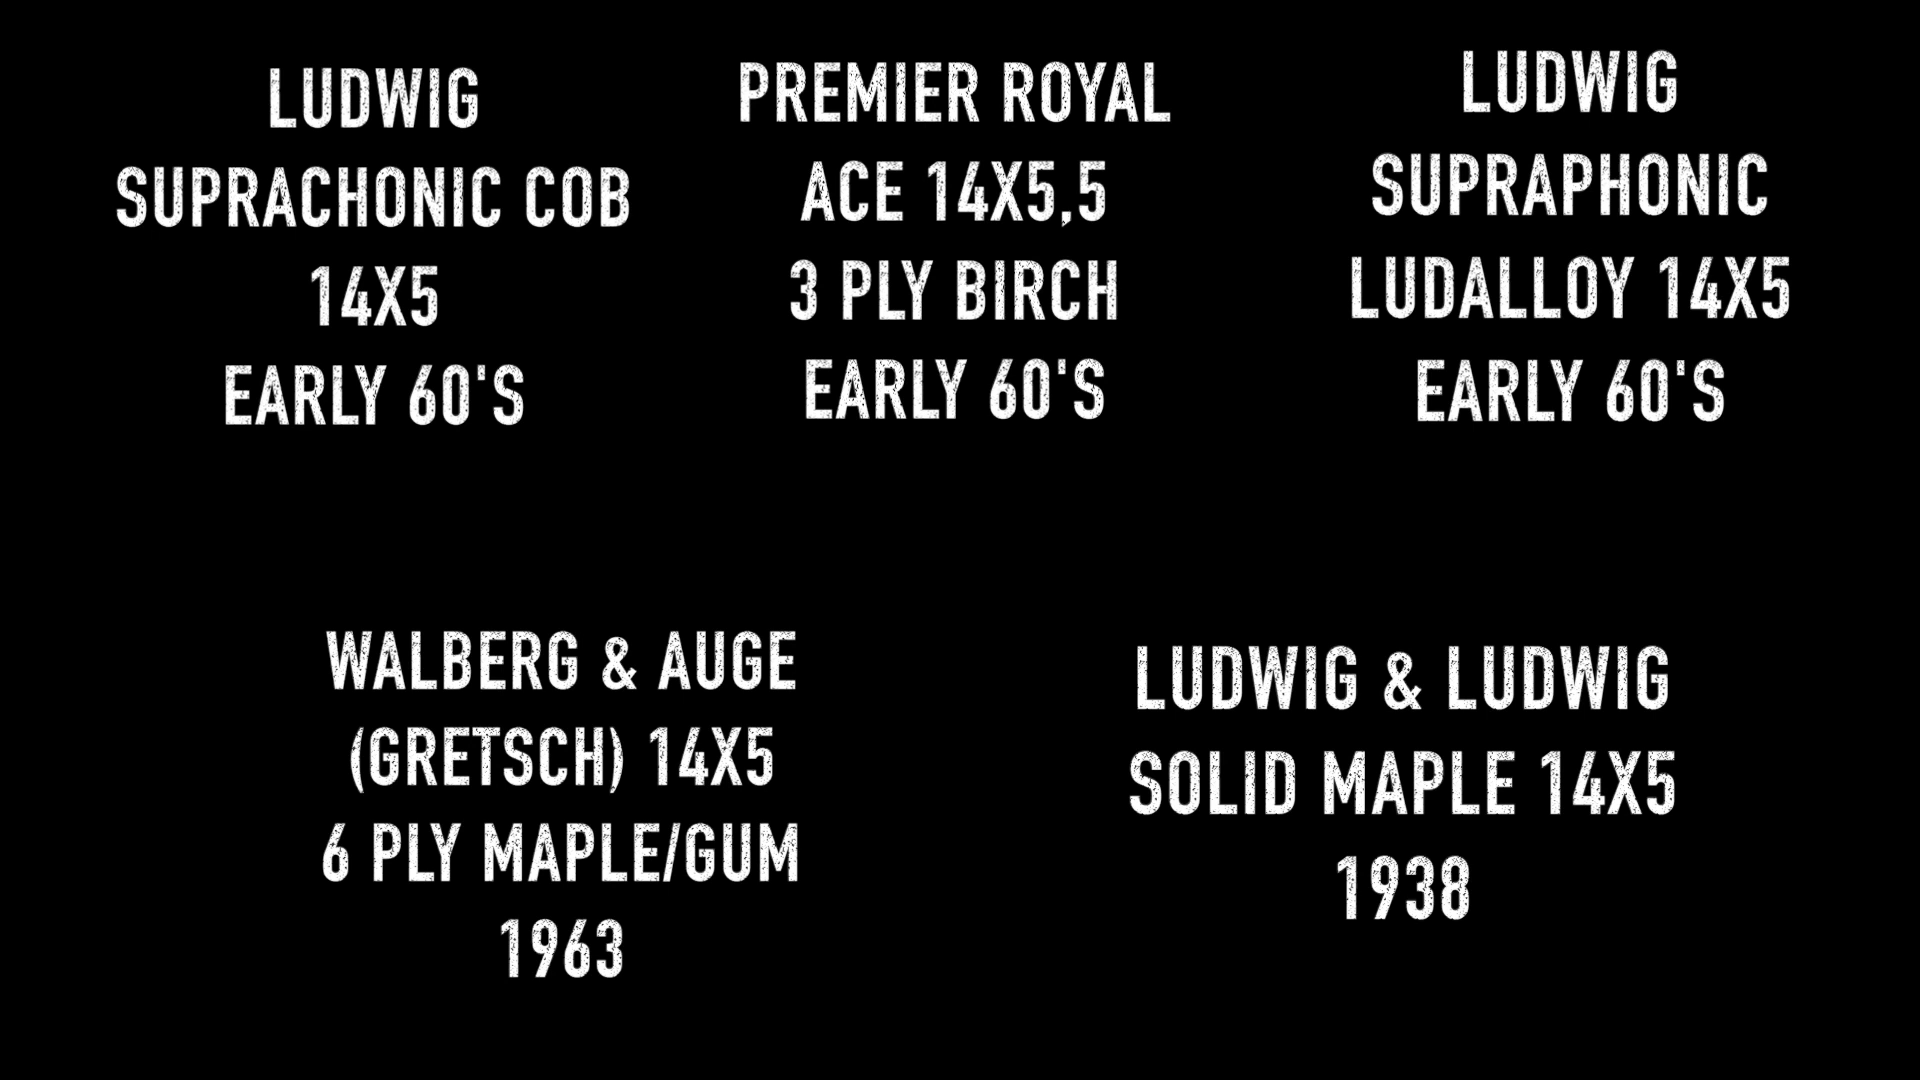 LUDWIG
SUPRACHONIC COB
14X5
EARLY 60'S
PREMIER ROYAL
ACE 14X5,5
3 PLY BIRCH
EARLY 60'S
LUDWIG
SUPRAPHONIC
LUDALLOY 14X5
EARLY 60'S
WALBERG & AUGE
(GRETSCH) 14X5
6 PLY MAPLE/GUM
1963
LUDWIG & LUDWIG
SOLID MAPLE 14X5
1938